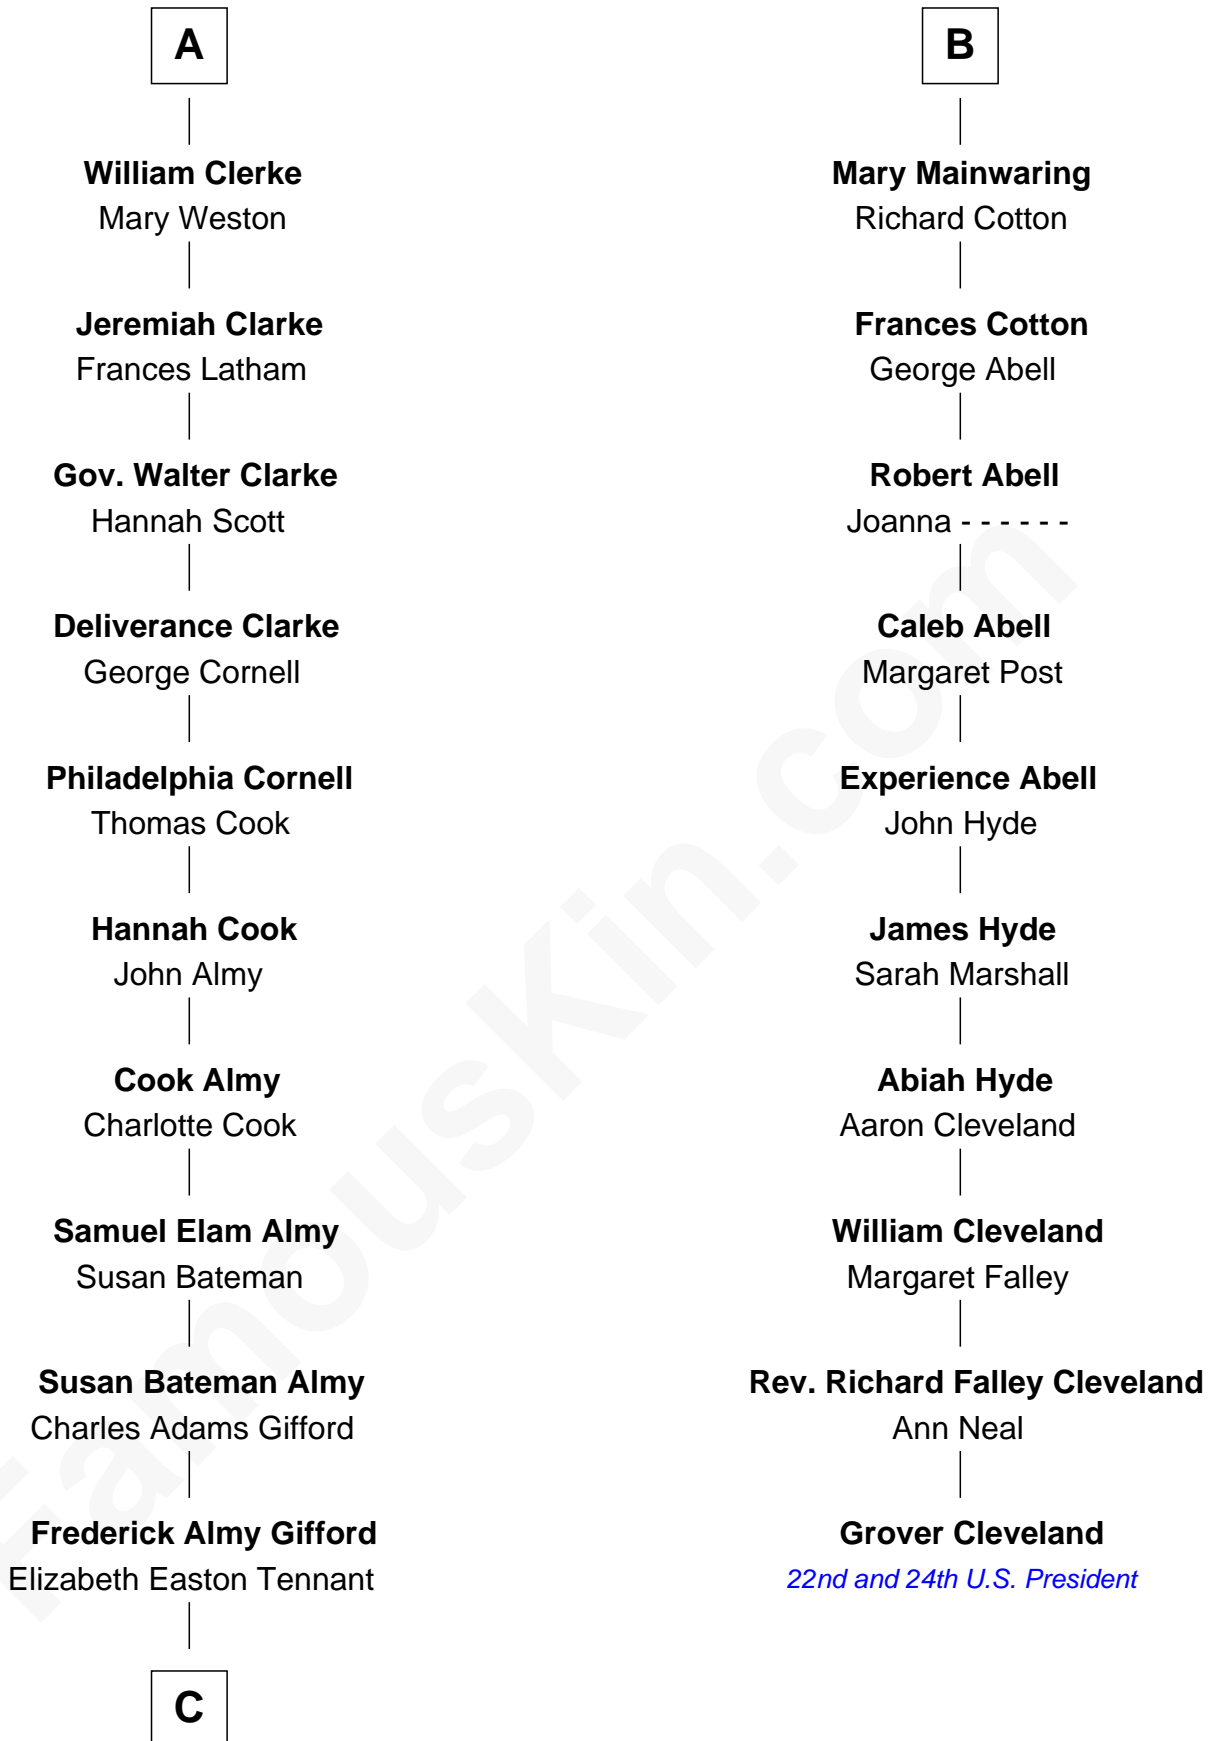 A
William Clerke
Mary Weston
Jeremiah Clarke
Frances Latham
Gov. Walter Clarke
Hannah Scott
Deliverance Clarke
George Cornell
Philadelphia Cornell
Thomas Cook
Hannah Cook
John Almy
Cook Almy
Charlotte Cook
Samuel Elam Almy
Susan Bateman
Susan Bateman Almy
Charles Adams Gifford
Frederick Almy Gifford
Elizabeth Easton Tennant
C
B
Mary Mainwaring
Richard Cotton
Frances Cotton
George Abell
Robert Abell
Joanna - - - - - -
Caleb Abell
Margaret Post
Experience Abell
John Hyde
James Hyde
Sarah Marshall
Abiah Hyde
Aaron Cleveland
William Cleveland
Margaret Falley
Rev. Richard Falley Cleveland
Ann Neal
Grover Cleveland
22nd and 24th U.S. President
FamousKin.com